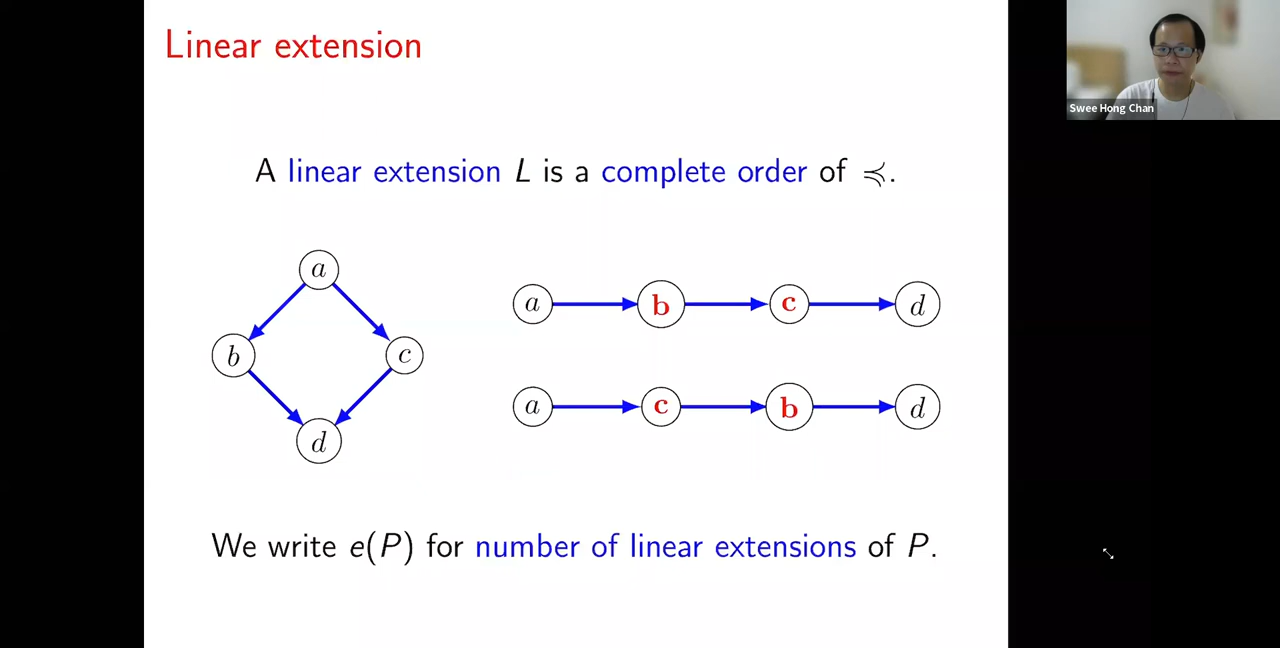 Linear extension
Swee Hong Chan
A linear extension L is a complete order of ≼.
a
b
c
d
a b c d
a c b d
We write e(P) for number of linear extensions of P.